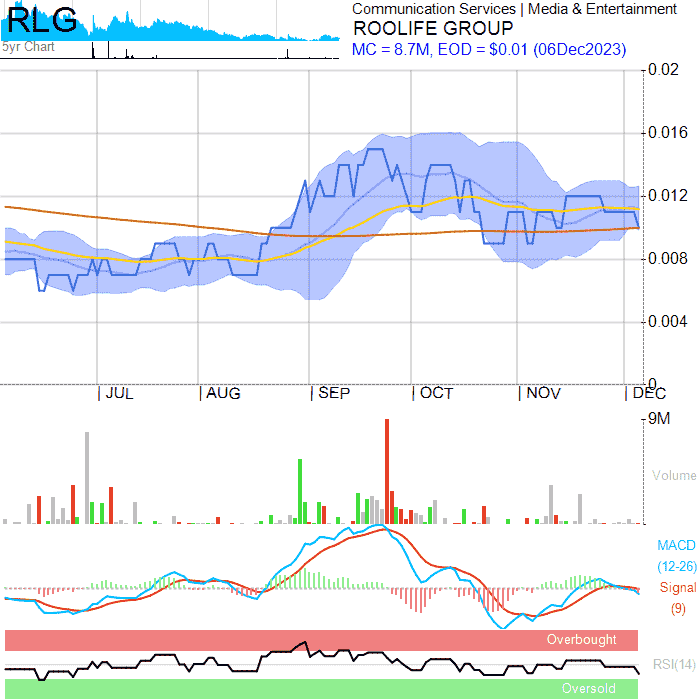 RLG
5yr Chart
Communication Services | Media & Entertainment
ROOLIFE GROUP
MC = 8.7M, EOD = $0.01 (06Dec2023)
0.02
0.016
0.012
0.008
0.004
0
JUL AUG SEP OCT NOV DEC
9M
Volume
MACD
(12-26)
Signal
(9)
Overbought
RSI(14)
Oversold